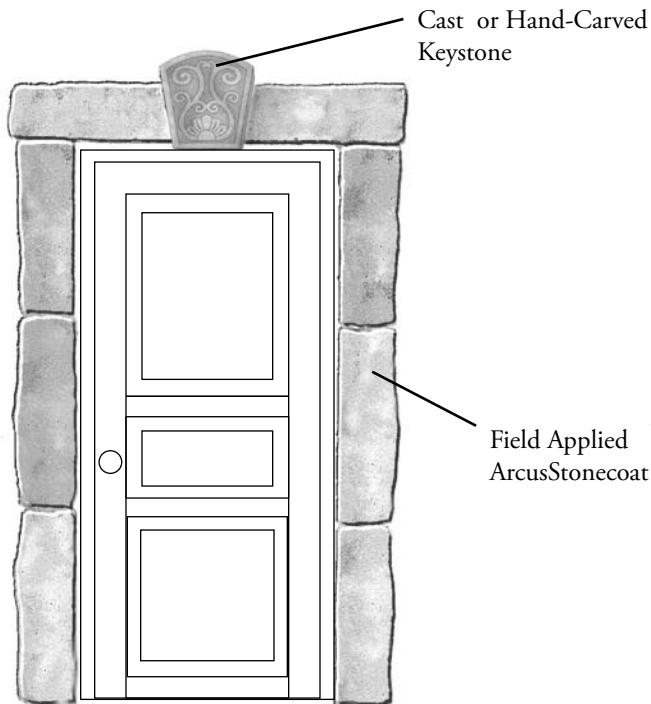 Cast or Hand-Carved
Keystone
Field Applied
ArcusStonecoat